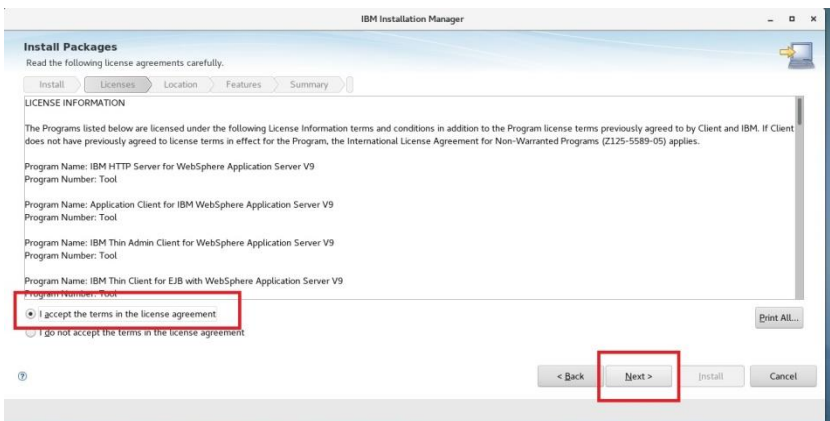 IBM Installation Manager
Install Packages
Read the following license agreements carefully.
Install Licenses Location Features Summary
LICENSE INFORMATION
The Programs listed below are licensed under the following License Information terms and conditions in addition to the Program license terms previously agreed to by Client and IBM. If Client
does not have previously agreed to license terms in effect for the Program, the International License Agreement for Non-Warranted Programs (Z125-5589-05) applies.
Program Name: IBM HTTP Server for WebSphere Application Server V9
Program Number: Tool
Program Name: Application Client for IBM WebSphere Application Server V9
Program Number: Tool
Program Name: IBM Thin Admin Client for WebSphere Application Server V9
Program Number: Tool
Program Name: IBM Thin Client for EJB with WebSphere Application Server V9
Program Number: Tool
I accept the terms in the license agreement
I do not accept the terms in the license agreement
Print All...
? < Back Next > Install Cancel